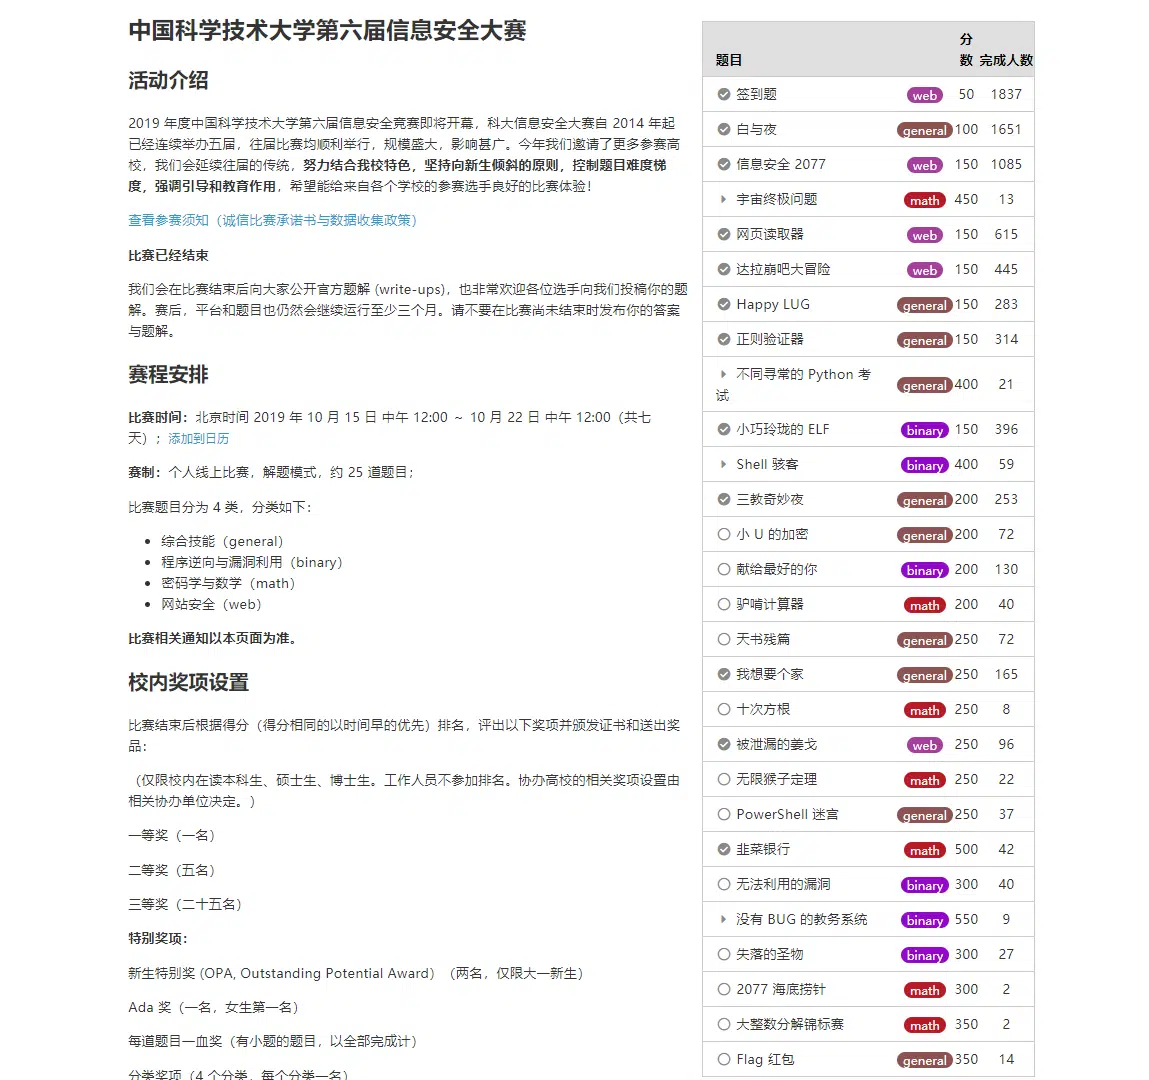 中国科学技术大学第六届信息安全大赛
活动介绍
2019 年度中国科学技术大学第六届信息安全竞赛即将开幕，科大信息安全大赛自 2014 年起
已经连续举办五届，往届比赛均顺利举行，规模盛大，影响甚广。今年我们邀请了更多参赛高
校，我们会延续往届的传统，努力结合我校特色，坚持向新生倾斜的原则，控制题目难度梯
度，强调引导和教育作用，希望能给来自各个学校的参赛选手良好的比赛体验！
查看参赛须知（诚信比赛承诺书与数据收集政策）
比赛已经结束
我们会在比赛结束后向大家公开官方题解 (write-ups)，也非常欢迎各位选手向我们投稿你的题
解。赛后，平台和题目也仍然会继续运行至少三个月。请不要在比赛尚未结束时发布你的答案
与题解。
赛程安排
比赛时间：北京时间 2019 年 10 月 15 日 中午 12:00 ～ 10 月 22 日 中午 12:00（共七
天）；添加到日历
赛制：个人线上比赛，解题模式，约 25 道题目；
比赛题目分为 4 类，分类如下：
综合技能（general）
程序逆向与漏洞利用（binary）
密码学与数学（math）
网站安全（web）
比赛相关通知以本页面为准。
校内奖项设置
比赛结束后根据得分（得分相同的以时间早的优先）排名，评出以下奖项并颁发证书和送出奖
品：
（仅限校内在读本科生、硕士生、博士生。工作人员不参加排名。协办高校的相关奖项设置由
相关协办单位决定。）
一等奖（一名）
二等奖（五名）
三等奖（二十五名）
特别奖项：
新生特别奖 (OPA, Outstanding Potential Award）（两名，仅限大一新生）
Ada 奖（一名，女生第一名）
每道题目一血奖（有小题的题目，以全部完成计）
分类奖项（4 个分类，每个分类一名）
题目 分数 完成人数
签到题 web 50 1837
白与夜 general 100 1651
信息安全 2077 web 150 1085
宇宙终极问题 math 450 13
网页读取器 web 150 615
达拉崩吧大冒险 web 150 445
Happy LUG general 150 283
正则验证器 general 150 314
不同寻常的 Python 考
试 general 400 21
小巧玲珑的 ELF binary 150 396
Shell 骇客 binary 400 59
三教奇妙夜 general 200 253
小 U 的加密 general 200 72
献给最好的你 binary 200 130
驴啃计算器 math 200 40
天书残篇 general 250 72
我想要个家 general 250 165
十次方根 math 250 8
被泄漏的姜戈 web 250 96
无限猴子定理 math 250 22
PowerShell 迷宫 general 250 37
韭菜银行 math 500 42
无法利用的漏洞 binary 300 40
没有 BUG 的教务系统 binary 550 9
失落的圣物 binary 300 27
2077 海底捞针 math 300 2
大整数分解锦标赛 math 350 2
Flag 红包 general 350 14